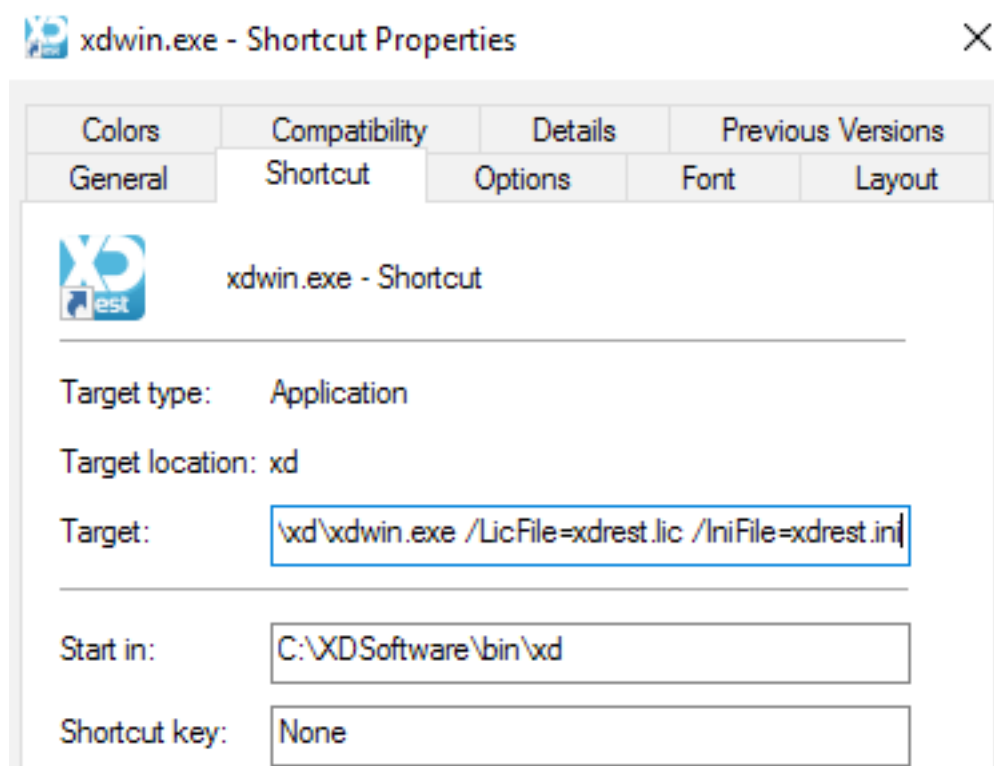 xdwin.exe - Shortcut Properties
Colors Compatibility Details Previous Versions
General Shortcut Options Font Layout
XD est
xdwin.exe - Shortcut
Target type: Application
Target location: xd
Target: \xd\xdwin.exe /LicFile=xdrest.lic /IniFile=xdrest.ini
Start in: C:\XDSoftware\bin\xd
Shortcut key: None